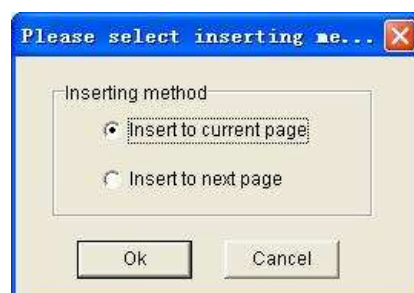 Please select inserting me...
Inserting method
Insert to current page
Insert to next page
Ok
Cancel